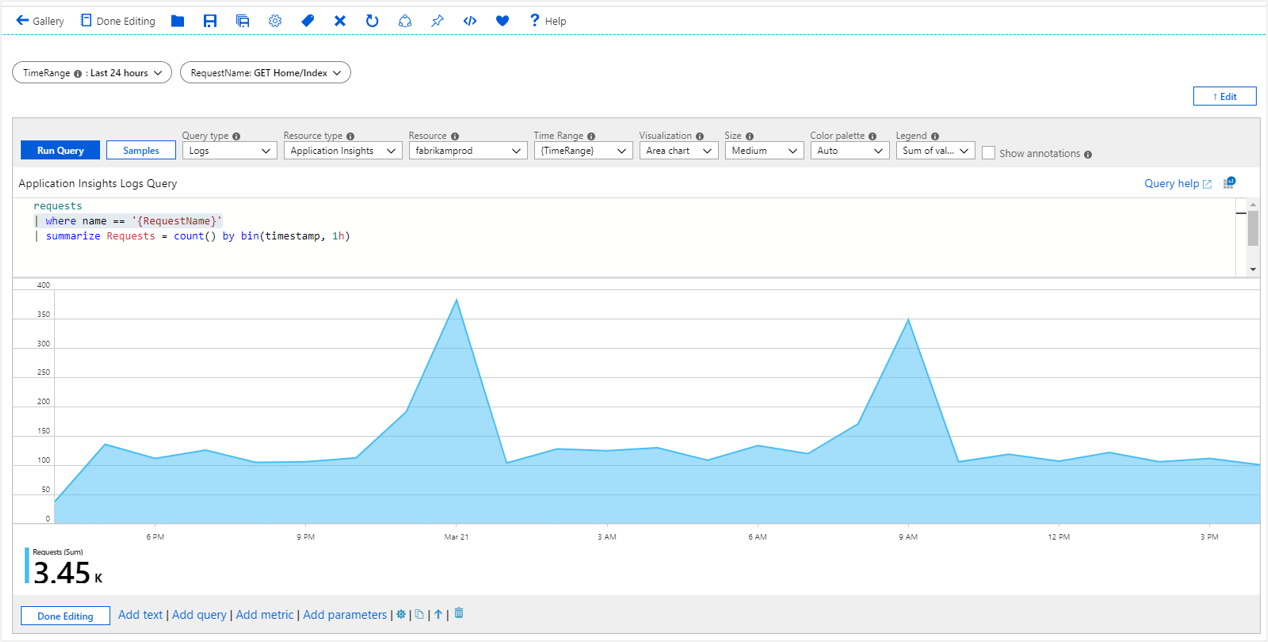 Gallery Done Editing Help
TimeRange : Last 24 hours RequestName: GET Home/Index
↑ Edit
Query type Resource type Resource Time Range Visualization Size Color palette Legend
Run Query Samples Logs Application Insights fabrikamprod {TimeRange} Area chart Medium Auto Sum of val... Show annotations
Application Insights Logs Query Query help
requests
| where name == '{RequestName}'
| summarize Requests = count() by bin(timestamp, 1h)
400
350
300
250
200
150
100
50
0
6 PM 9 PM Mar 21 3 AM 6 AM 9 AM 12 PM 3 PM
Requests (Sum)
3.45 K
Done Editing Add text | Add query | Add metric | Add parameters | | | |